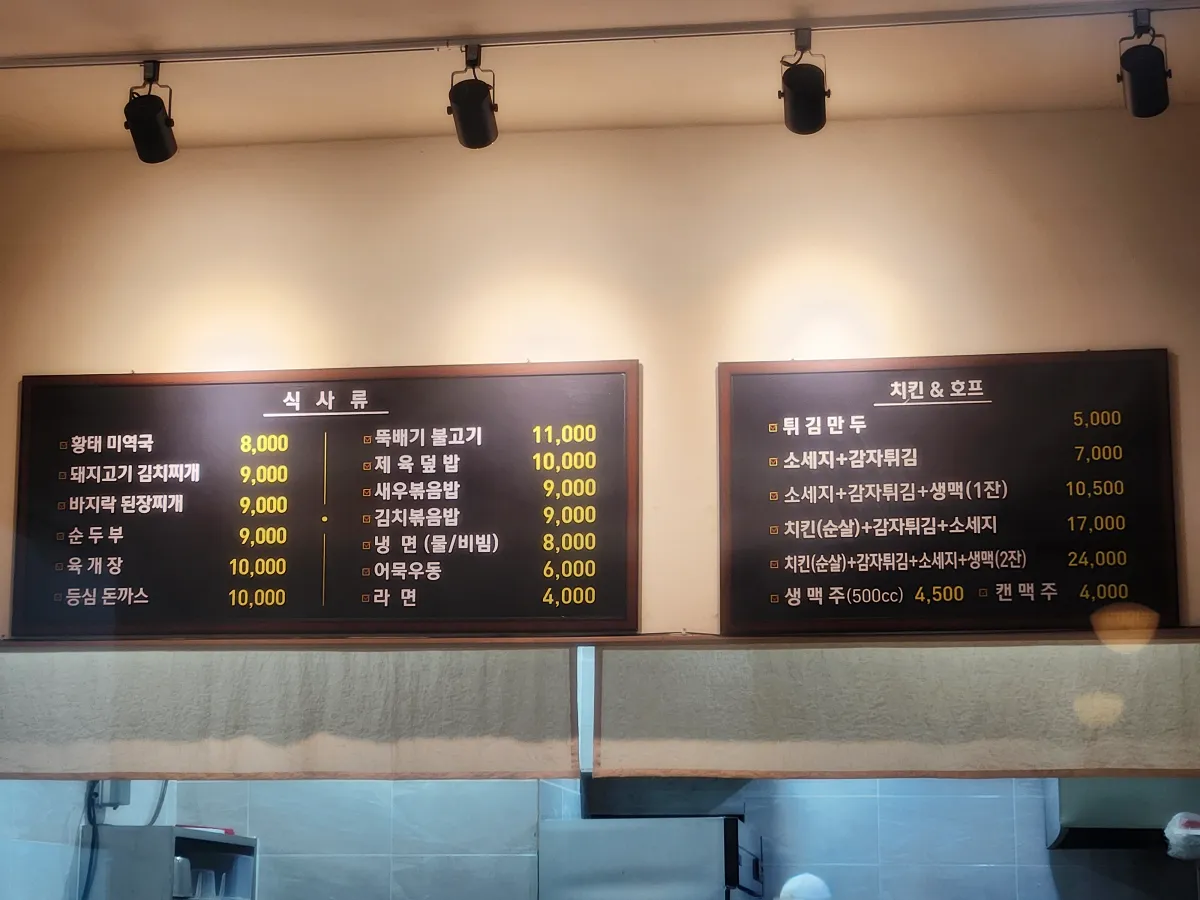 식 사 류
황태 미역국 8,000
돼지고기 김치찌개 9,000
바지락 된장찌개 9,000
순 두 부 9,000
육 개 장 10,000
등심 돈까스 10,000
뚝배기 불고기 11,000
제 육 덮 밥 10,000
새우볶음밥 9,000
김치볶음밥 9,000
냉 면 (물/비빔) 8,000
어묵우동 6,000
라 면 4,000
치킨 & 호프
튀 김 만 두 5,000
소세지+감자튀김 7,000
소세지+감자튀김+생맥(1잔) 10,500
치킨(순살)+감자튀김+소세지 17,000
치킨(순살)+감자튀김+소세지+생맥(2잔) 24,000
생 맥 주(500cc) 4,500 캔 맥 주 4,000